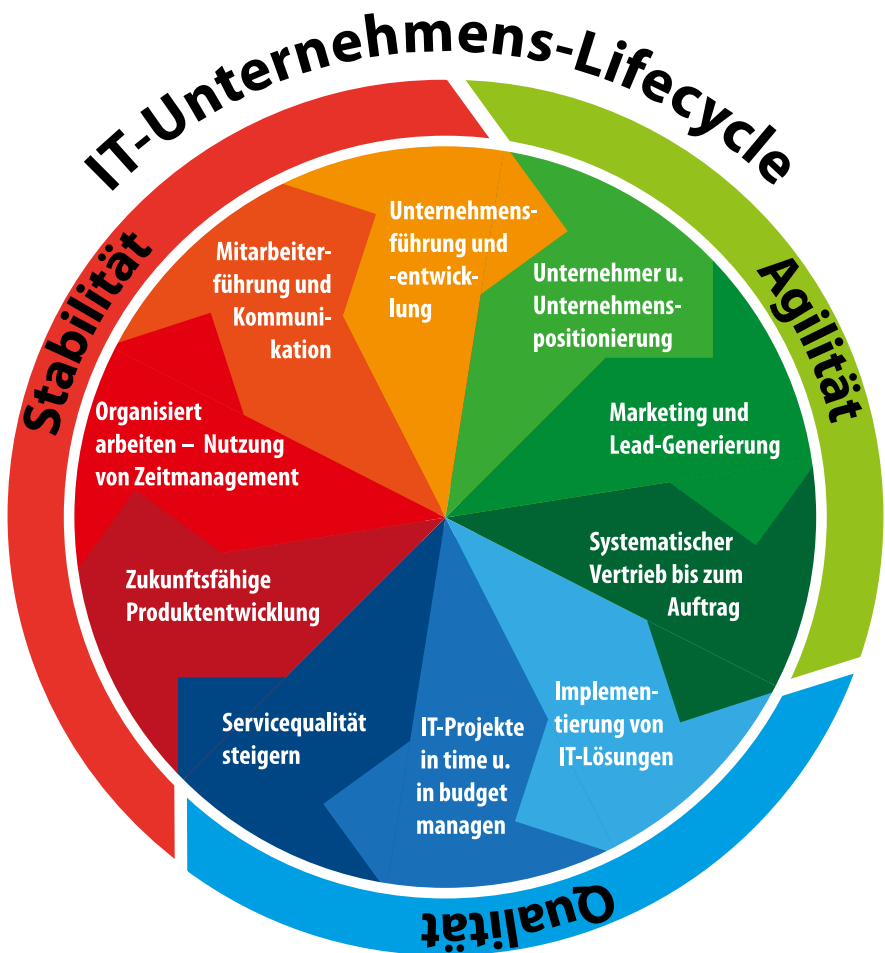 IT-Unternehmens-Lifecycle
Agilität
Unternehmer u.
Unternehmens-
positionierung
Marketing und
Lead-Generierung
Systematischer
Vertrieb bis zum
Auftrag
Qualität
Implemen-
tierung von
IT-Lösungen
IT-Projekte
in time u.
in budget
managen
Servicequalität
steigern
Stabilität
Zukunftsfähige
Produktentwicklung
Organisiert
arbeiten – Nutzung
von Zeitmanagement
Mitarbeiter-
führung und
Kommuni-
kation
Unternehmens-
führung und
-entwick-
lung